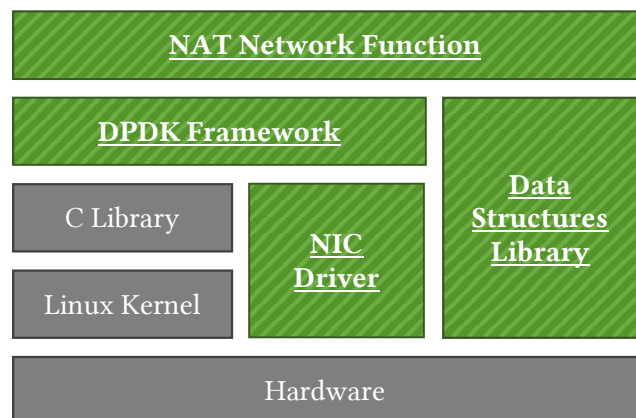 NAT Network Function
DPDK Framework
Data
Structures
Library
C Library
NIC
Driver
Linux Kernel
Hardware